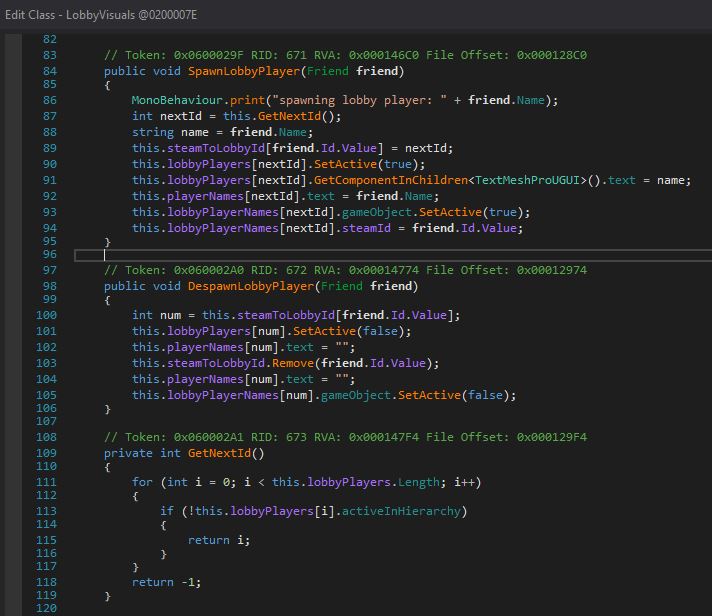 Edit Class - LobbyVisuals @0200007E
82
83 // Token: 0x0600029F RID: 671 RVA: 0x000146C0 File Offset: 0x000128C0
84 public void SpawnLobbyPlayer(Friend friend)
85 {
86 MonoBehaviour.print("spawning lobby player: " + friend.Name);
87 int nextId = this.GetNextId();
88 string name = friend.Name;
89 this.steamToLobbyId[friend.Id.Value] = nextId;
90 this.lobbyPlayers[nextId].SetActive(true);
91 this.lobbyPlayers[nextId].GetComponentInChildren<TextMeshProUGUI>().text = name;
92 this.playerNames[nextId].text = friend.Name;
93 this.lobbyPlayerNames[nextId].gameObject.SetActive(true);
94 this.lobbyPlayerNames[nextId].steamId = friend.Id.Value;
95 }
96
97 // Token: 0x060002A0 RID: 672 RVA: 0x00014774 File Offset: 0x00012974
98 public void DespawnLobbyPlayer(Friend friend)
99 {
100 int num = this.steamToLobbyId[friend.Id.Value];
101 this.lobbyPlayers[num].SetActive(false);
102 this.playerNames[num].text = "";
103 this.steamToLobbyId.Remove(friend.Id.Value);
104 this.playerNames[num].text = "";
105 this.lobbyPlayerNames[num].gameObject.SetActive(false);
106 }
107
108 // Token: 0x060002A1 RID: 673 RVA: 0x000147F4 File Offset: 0x000129F4
109 private int GetNextId()
110 {
111 for (int i = 0; i < this.lobbyPlayers.Length; i++)
112 {
113 if (!this.lobbyPlayers[i].activeInHierarchy)
114 {
115 return i;
116 }
117 }
118 return -1;
119 }
120